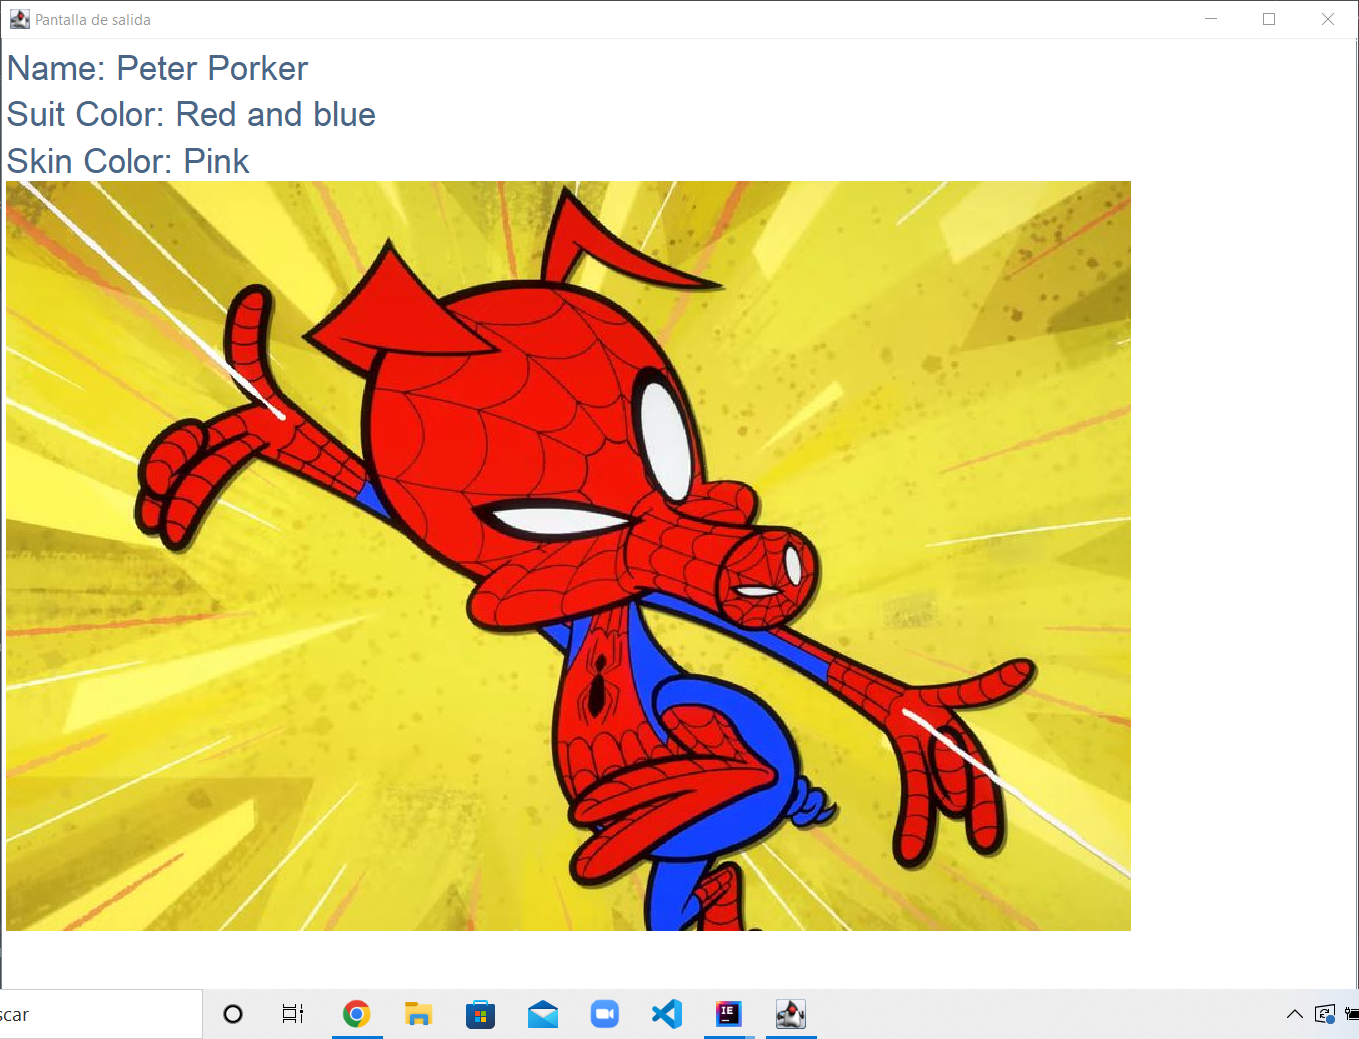 Pantalla de salida
Name: Peter Porker
Suit Color: Red and blue
Skin Color: Pink
scar
IE